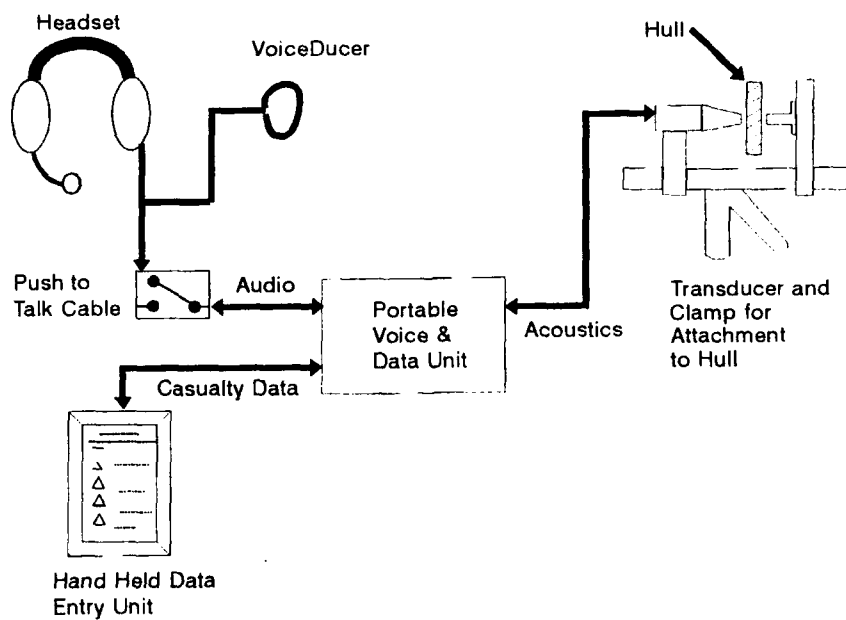 Headset
VoiceDucer
Hull
Push to
Talk Cable
Audio
Portable
Voice &
Data Unit
Acoustics
Transducer and
Clamp for
Attachment
to Hull
Casualty Data
Hand Held Data
Entry Unit